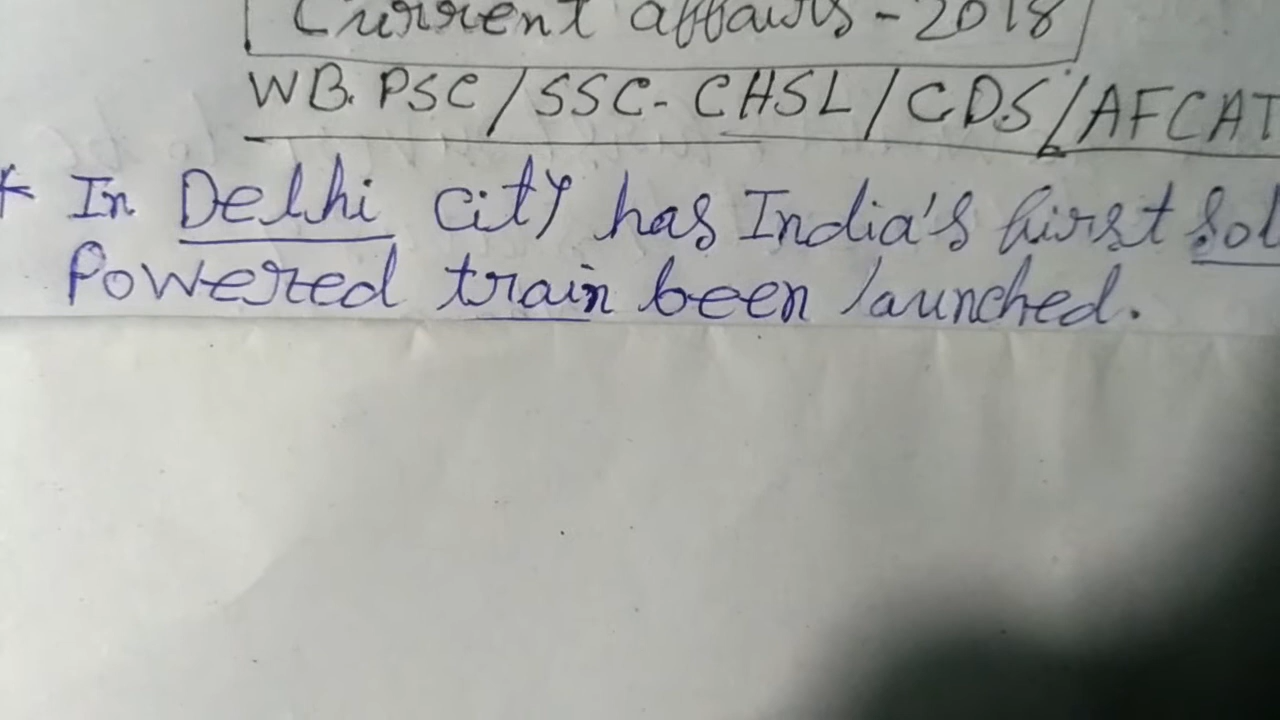 Current affairs - 2018
WB. PSC / SSC- CHSL / CDS / AFCAT
* In Delhi city has India's first Sol
Powered train been launched.